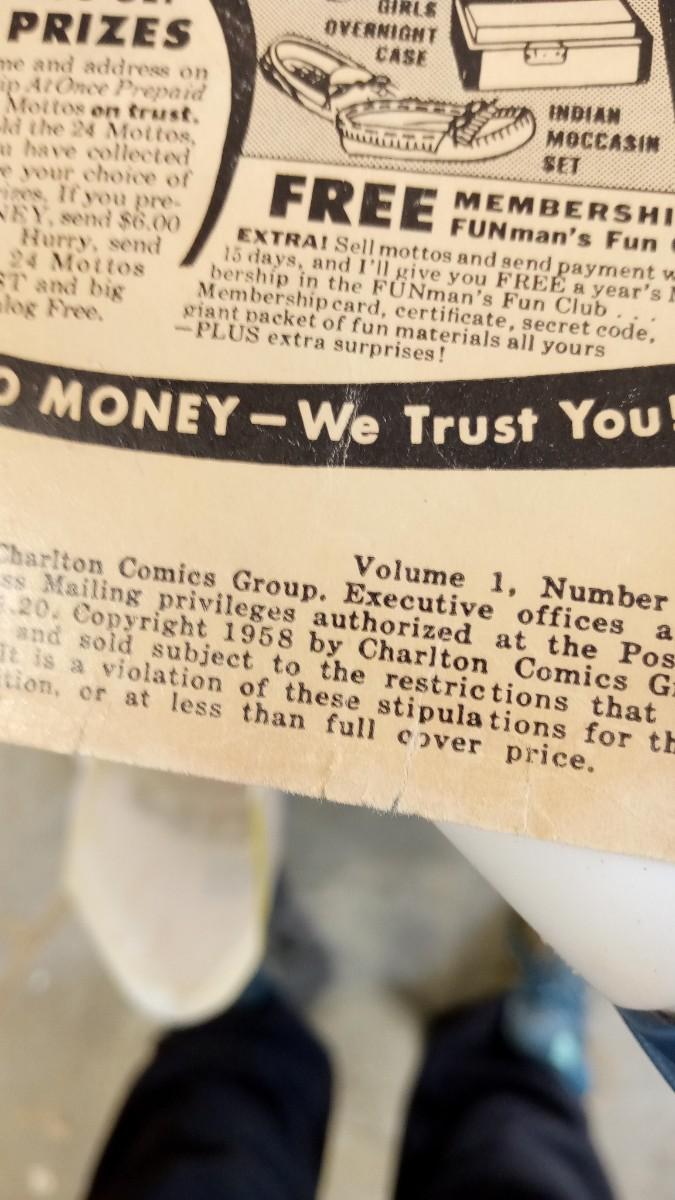 PRIZES
me and address on
ip At Once Prepaid
Mottos on trust.
ld the 24 Mottos,
u have collected
e your choice of
rizes. If you pre-
NEY, send $6.00
Hurry, send
24 Mottos
ST and big
alog Free.
GIRLS
OVERNIGHT
CASE
INDIAN
MOCCASIN
SET
FREE MEMBERSHI
FUNman's Fun
EXTRA! Sell mottos and send payment w
15 days, and I'll give you FREE a year's
bership in the FUNman's Fun Club . . .
Membership card, certificate, secret code,
giant packet of fun materials all yours
—PLUS extra surprises!
O MONEY — We Trust You!
Volume 1, Number
Charlton Comics Group. Executive offices a
ss Mailing privileges authorized at the Pos
.20. Copyright 1958 by Charlton Comics G
and sold subject to the restrictions that
It is a violation of these stipulations for th
tion, or at less than full cover price.